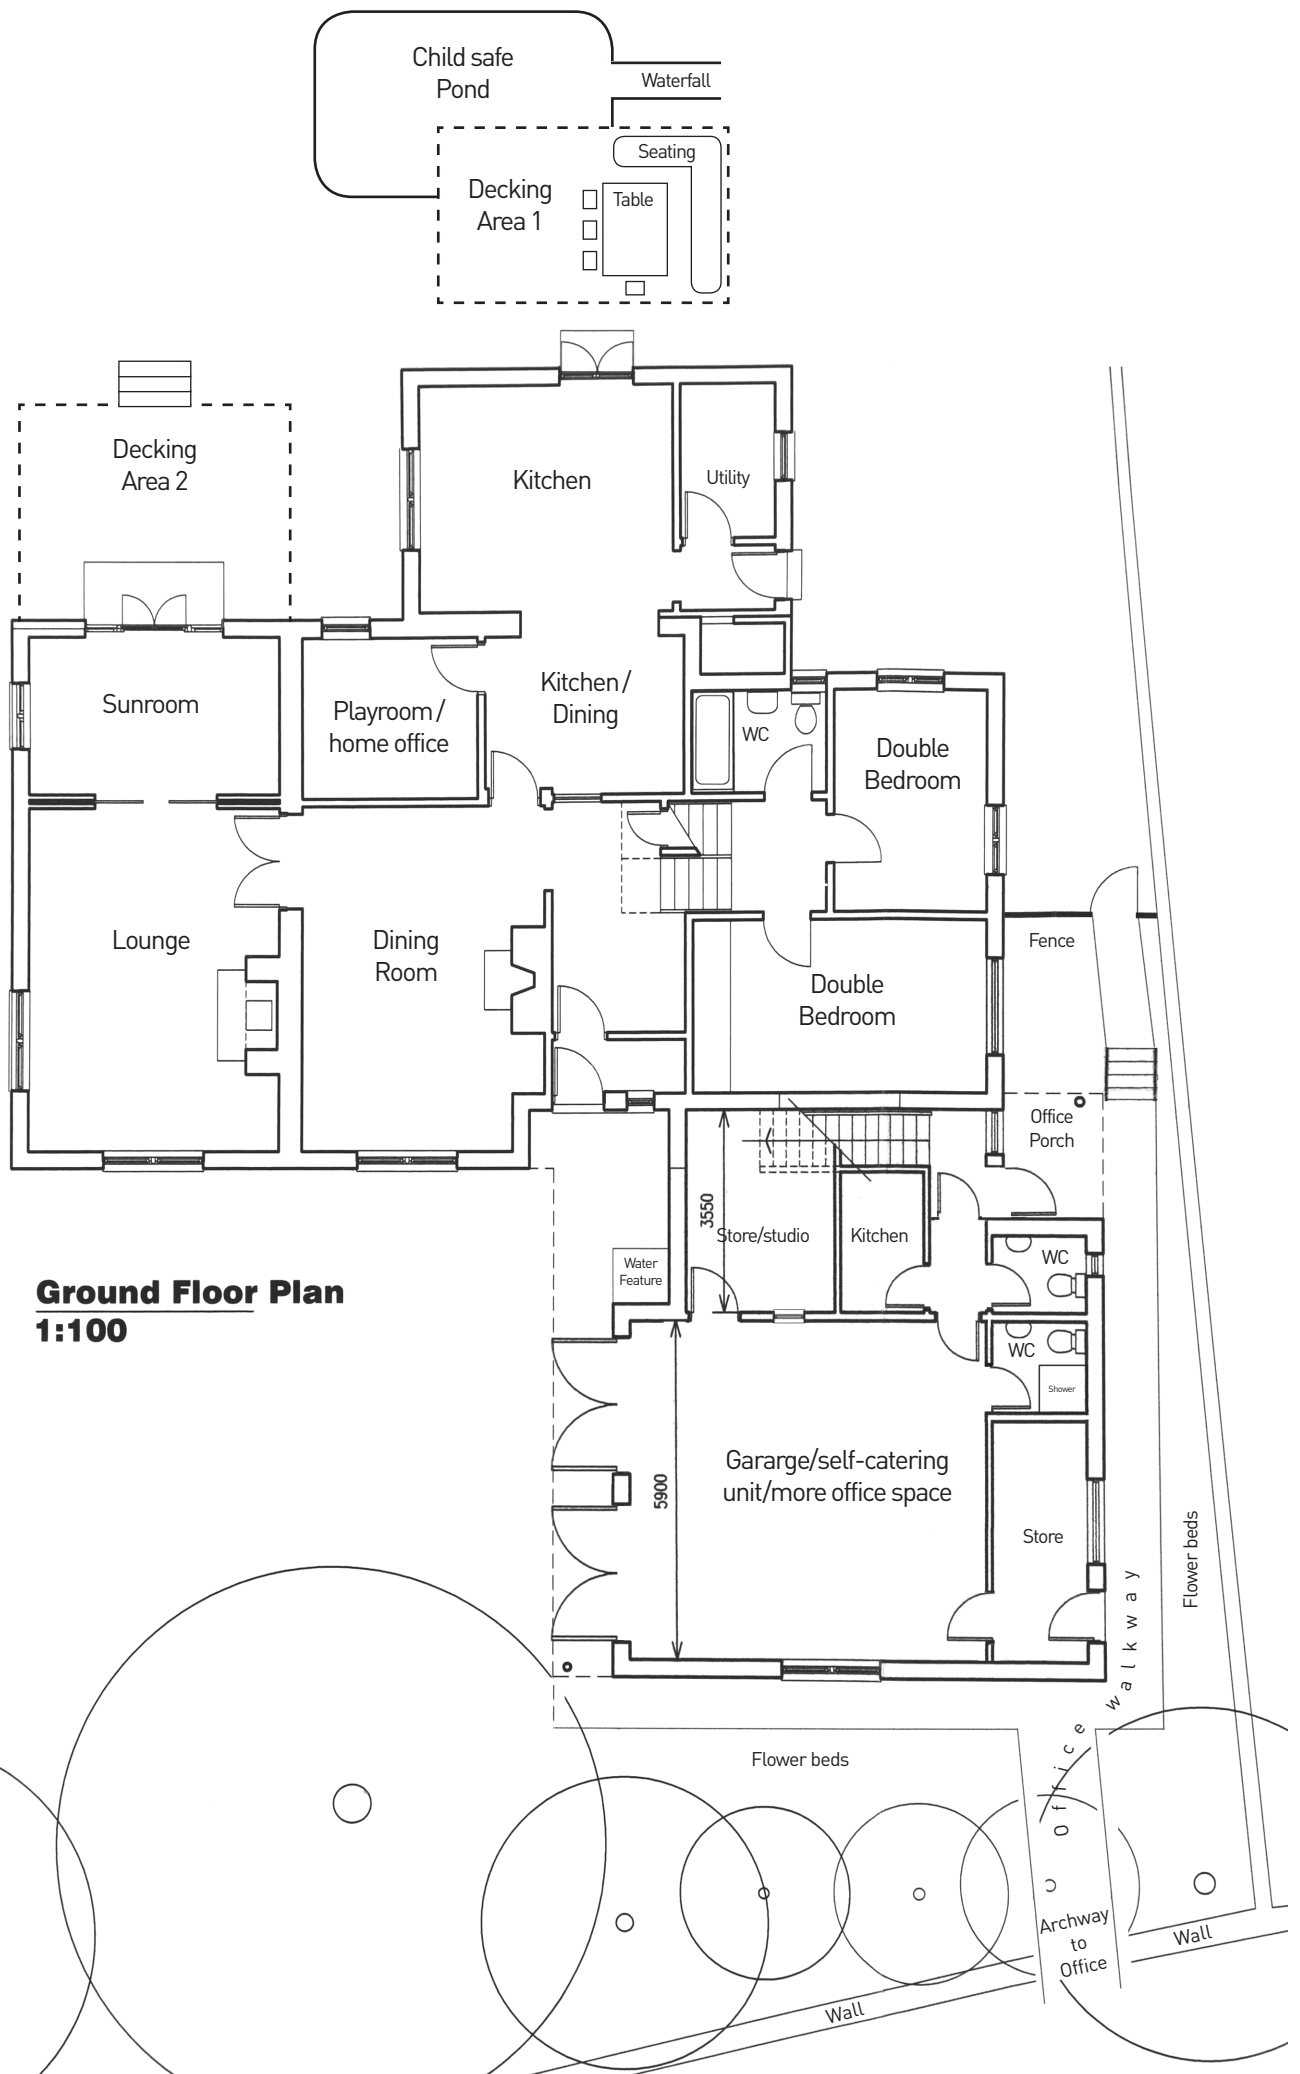 Child safe
Pond
Waterfall
Seating
Decking
Area 1
Table
Decking
Area 2
Kitchen
Utility
Sunroom
Playroom/
home office
Kitchen/
Dining
WC
Double
Bedroom
Lounge
Dining
Room
Fence
Double
Bedroom
Office
Porch
3550
Store/studio
Kitchen
WC
Water
Feature
Ground Floor Plan
1:100
WC
Shower
Gararge/self-catering
unit/more office space
5900
Store
Flower beds
Office walkway
Flower beds
Archway
to
Office
Wall
Wall